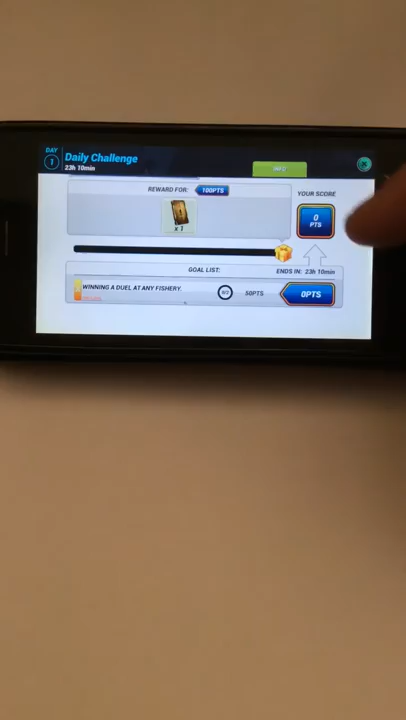 DAY
1
Daily Challenge
23h 10min
INFO
REWARD FOR:
100PTS
YOUR SCORE
x 1
0
PTS
GOAL LIST:
ENDS IN: 23h 10min
WINNING A DUEL AT ANY FISHERY.
50PTS
0PTS